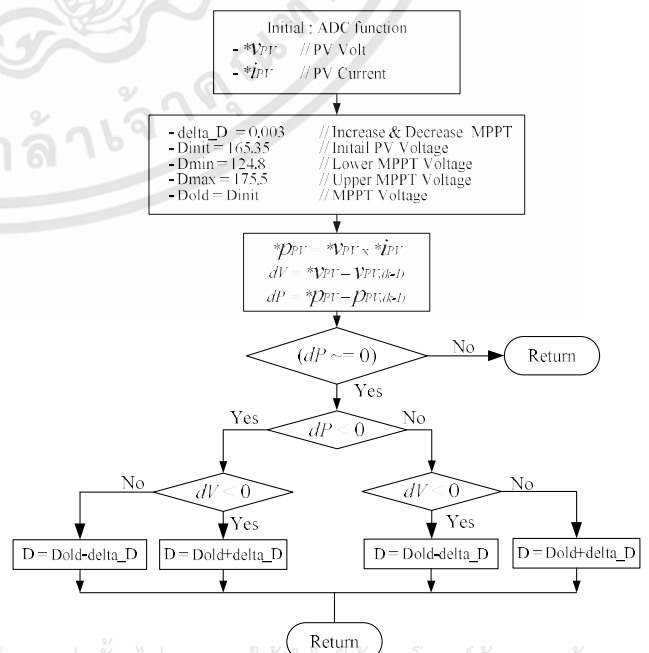 Initial : ADC function
- *vPV // PV Volt
- *iPV // PV Current
- delta_D = 0.003 // Increase & Decrease MPPT
- Dinit = 165.35 // Initail PV Voltage
- Dmin = 124.8 // Lower MPPT Voltage
- Dmax = 175.5 // Upper MPPT Voltage
- Dold = Dinit // MPPT Voltage
*pPV = *vPV x *iPV
dV = *vPV – vPV,(k-1)
dP = *pPV – pPV,(k-1)
(dP ~= 0)
No
Return
Yes
Yes
dP < 0
No
No
dV < 0
Yes
dV < 0
No
Yes
D = Dold-delta_D
D = Dold+delta_D
D = Dold-delta_D
D = Dold+delta_D
Return